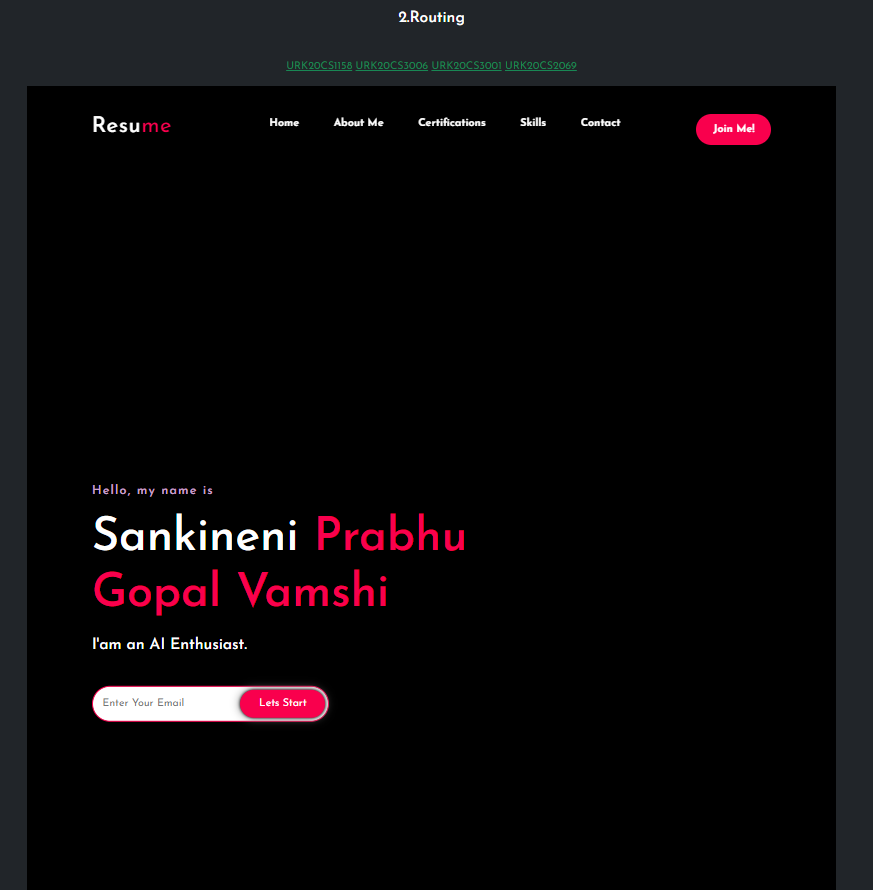 2.Routing
URK20CS1158 URK20CS3006 URK20CS3001 URK20CS2069
Resume Home About Me Certifications Skills Contact Join Me!
Hello, my name is
Sankineni Prabhu
Gopal Vamshi
I'am an AI Enthusiast.
Enter Your Email Lets Start